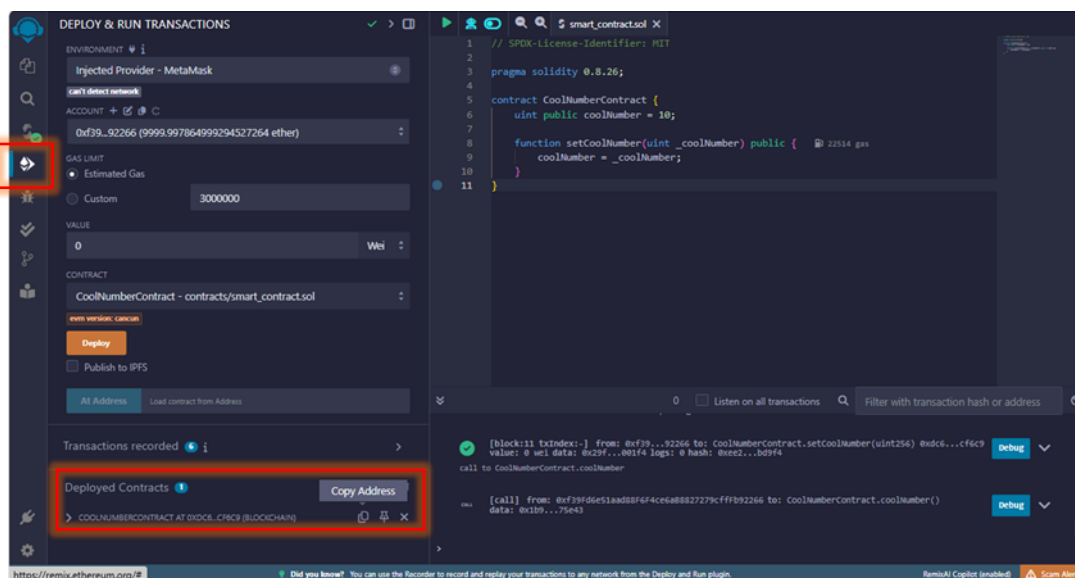 DEPLOY & RUN TRANSACTIONS
ENVIRONMENT
Injected Provider - MetaMask
can't detect network
ACCOUNT
0xf39...92266 (9999.997864999294527264 ether)
GAS LIMIT
Estimated Gas
Custom 3000000
VALUE
0 Wei
CONTRACT
CoolNumberContract - contracts/smart_contract.sol
evm version: cancun
Deploy
Publish to IPFS
At Address Load contract from Address
Transactions recorded 6 i
Deployed Contracts 1
Copy Address
COOLNUMBERCONTRACT AT 0XDC6...CF6C9 (BLOCKCHAIN)
https://remix.ethereum.org/#
smart_contract.sol
1 // SPDX-License-Identifier: MIT
2
3 pragma solidity 0.8.26;
4
5 contract CoolNumberContract {
6 uint public coolNumber = 10;
7
8 function setCoolNumber(uint _coolNumber) public { 22514 gas
9 coolNumber = _coolNumber;
10 }
11 }
0 Listen on all transactions Filter with transaction hash or address
[block:11 txIndex:-] from: 0xf39...92266 to: CoolNumberContract.setCoolNumber(uint256) 0xdc6...cf6c9
value: 0 wei data: 0x29f...001f4 logs: 0 hash: 0xee2...bd9f4
Debug
call to CoolNumberContract.coolNumber
[call] from: 0xf39Fd6e51aad88F6F4ce6aB8827279cffFb92266 to: CoolNumberContract.coolNumber()
data: 0x1b9...75e43
Debug
>
Did you know? You can use the Recorder to record and replay your transactions to any network from the Deploy and Run plugin.
RemixAI Copilot (enabled)
Scam Aler